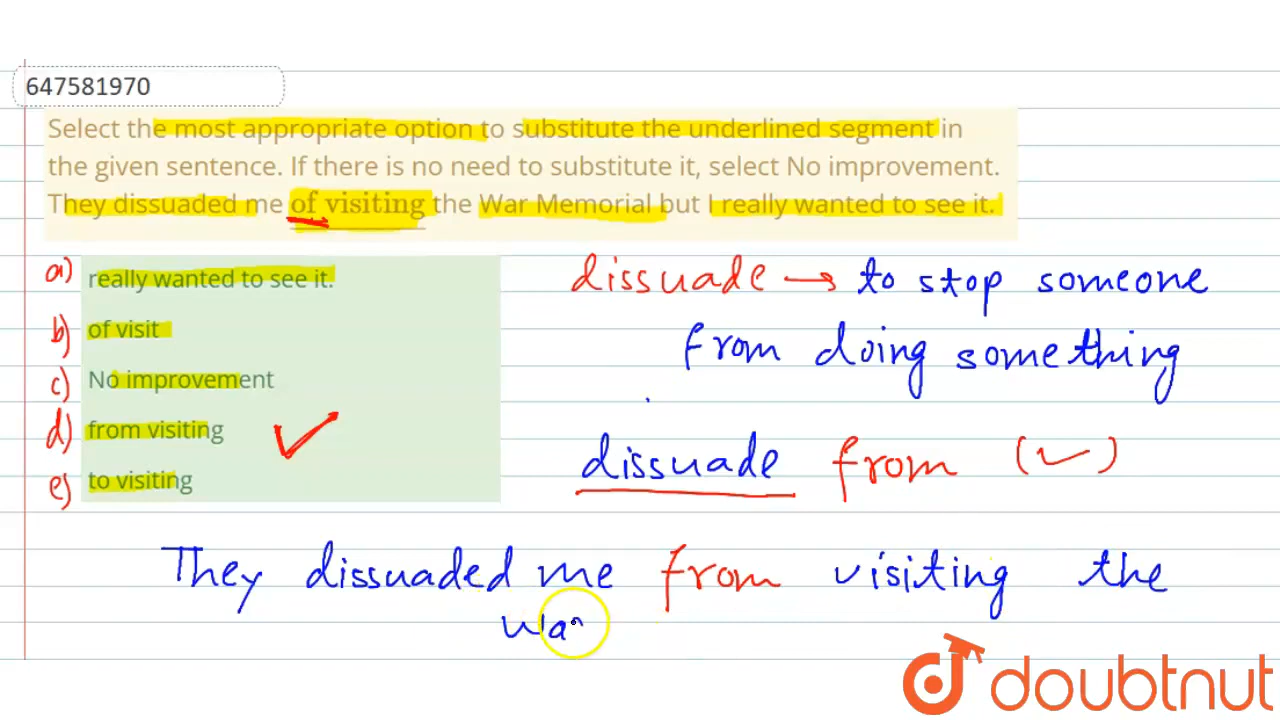 647581970
Select the most appropriate option to substitute the underlined segment in
the given sentence. If there is no need to substitute it, select No improvement.
They dissuaded me of visiting the War Memorial but I really wanted to see it.
a) really wanted to see it.
b) of visit
c) No improvement
d) from visiting
e) to visiting
dissuade → to stop someone
from doing something
dissuade from (✓)
They dissuaded me from visiting the
War
doubtnut